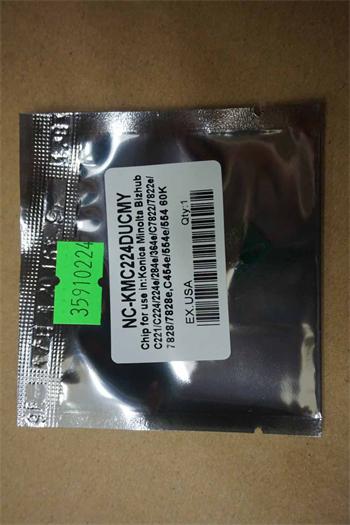 NC-KMC224DUCMY
Chip for use in:Konica Minolta Bizhub
C221/C224/224e/284e/364e/C7822/7822e/
7828/7828e,C454e/554e/554 60K
EX.USA
Qty:1
35910224